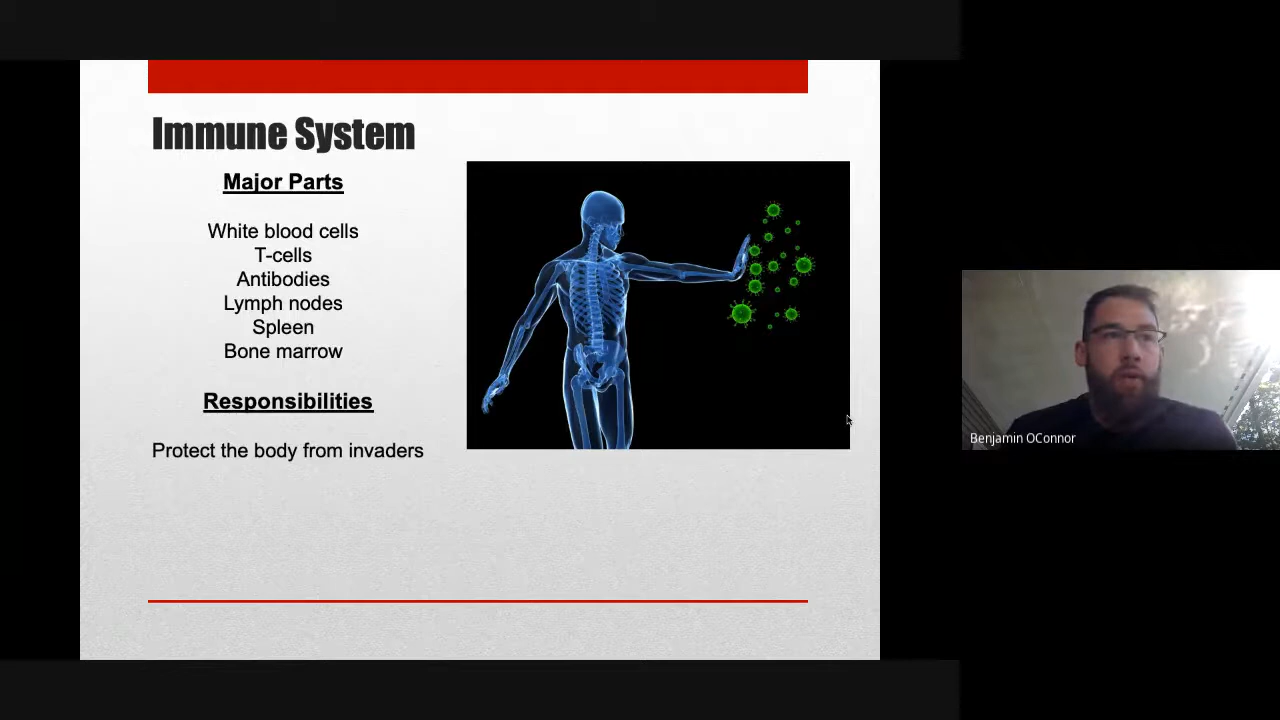 Immune System
Major Parts
White blood cells
T-cells
Antibodies
Lymph nodes
Spleen
Bone marrow
Responsibilities
Protect the body from invaders
Benjamin OConnor